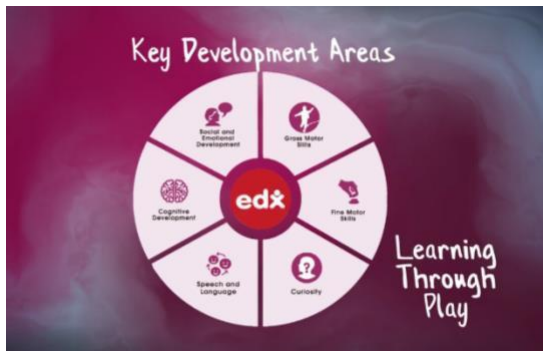 Key Development Areas
Social and
Emotional
Development
Gross Motor
Skills
Cognitive
Development
edx
Fine Motor
Skills
Speech and
Language
?
Curiosity
Learning
Through
Play